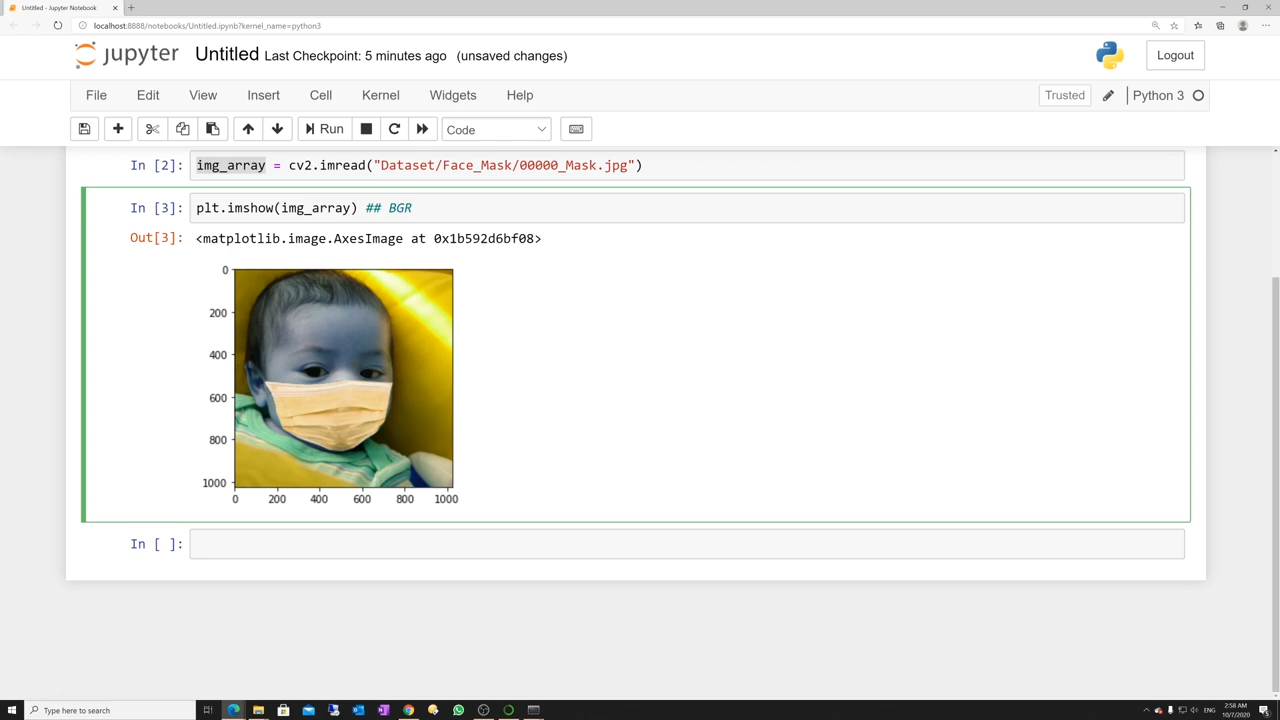 Untitled - Jupyter Notebook
localhost:8888/notebooks/Untitled.ipynb?kernel_name=python3
jupyter Untitled Last Checkpoint: 5 minutes ago (unsaved changes) Logout
File Edit View Insert Cell Kernel Widgets Help Trusted Python 3
Run Code
In [2]: img_array = cv2.imread("Dataset/Face_Mask/00000_Mask.jpg")
In [3]: plt.imshow(img_array) ## BGR
Out[3]: <matplotlib.image.AxesImage at 0x1b592d6bf08>
0
200
400
600
800
1000
0 200 400 600 800 1000
In [ ]:
Type here to search
ENG
2:58 AM
10/7/2020